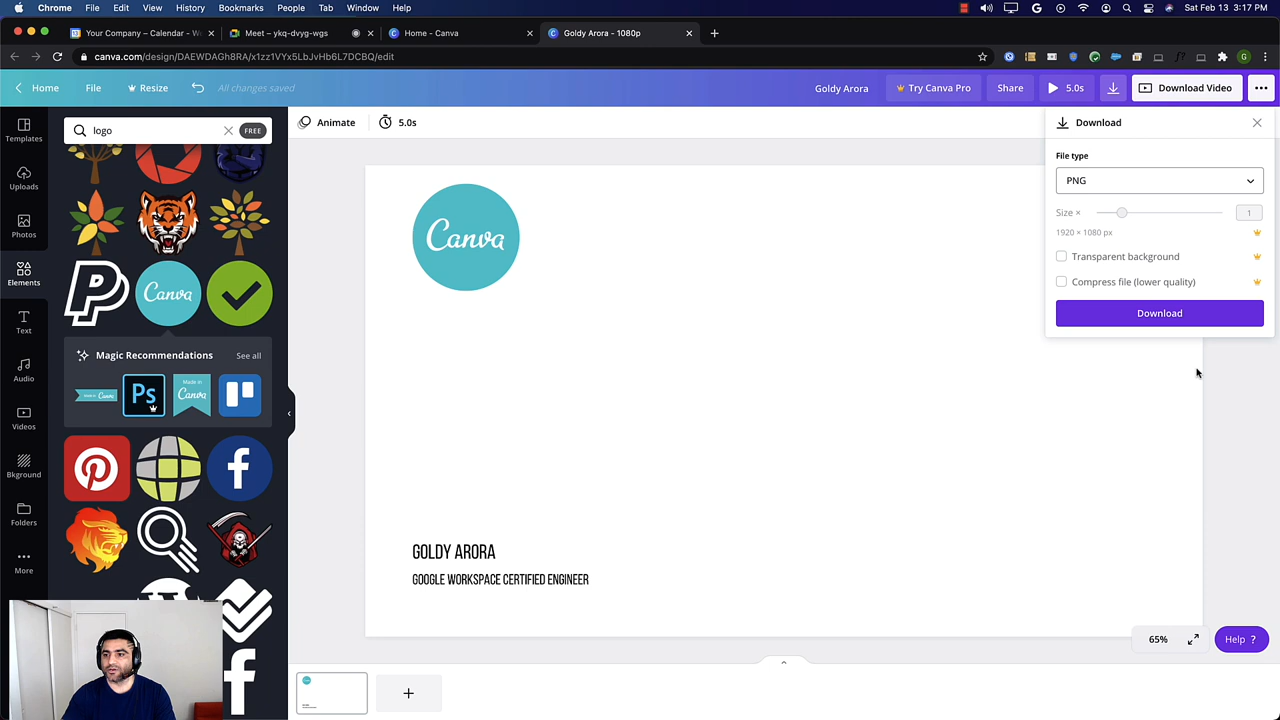 Chrome File Edit View History Bookmarks People Tab Window Help
Sat Feb 13 3:17 PM
Your Company – Calendar - W
Meet – ykq-dvyg-wgs
Home - Canva
Goldy Arora - 1080p
canva.com/design/DAEWDAGh8RA/x1zz1VYx5LbJvHb6L7DCBQ/edit
Home File Resize All changes saved
Goldy Arora Try Canva Pro Share 5.0s Download Video
Templates
Uploads
Photos
Elements
Text
Audio
Videos
Bkground
Folders
More
logo FREE
Canva
Magic Recommendations See all
Ps
Made in
Canva
Animate 5.0s
Canva
GOLDY ARORA
GOOGLE WORKSPACE CERTIFIED ENGINEER
Download
File type
PNG
Size × 1
1920 × 1080 px
Transparent background
Compress file (lower quality)
Download
65% Help ?